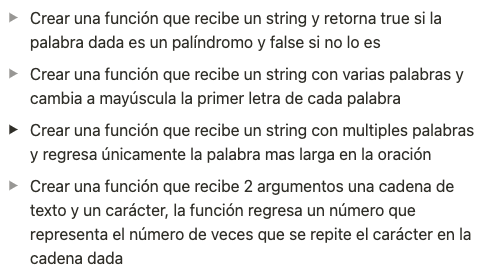 Crear una función que recibe un string y retorna true si la
palabra dada es un palíndromo y false si no lo es
Crear una función que recibe un string con varias palabras y
cambia a mayúscula la primer letra de cada palabra
Crear una función que recibe un string con multiples palabras
y regresa únicamente la palabra mas larga en la oración
Crear una función que recibe 2 argumentos una cadena de
texto y un carácter, la función regresa un número que
representa el número de veces que se repite el carácter en la
cadena dada